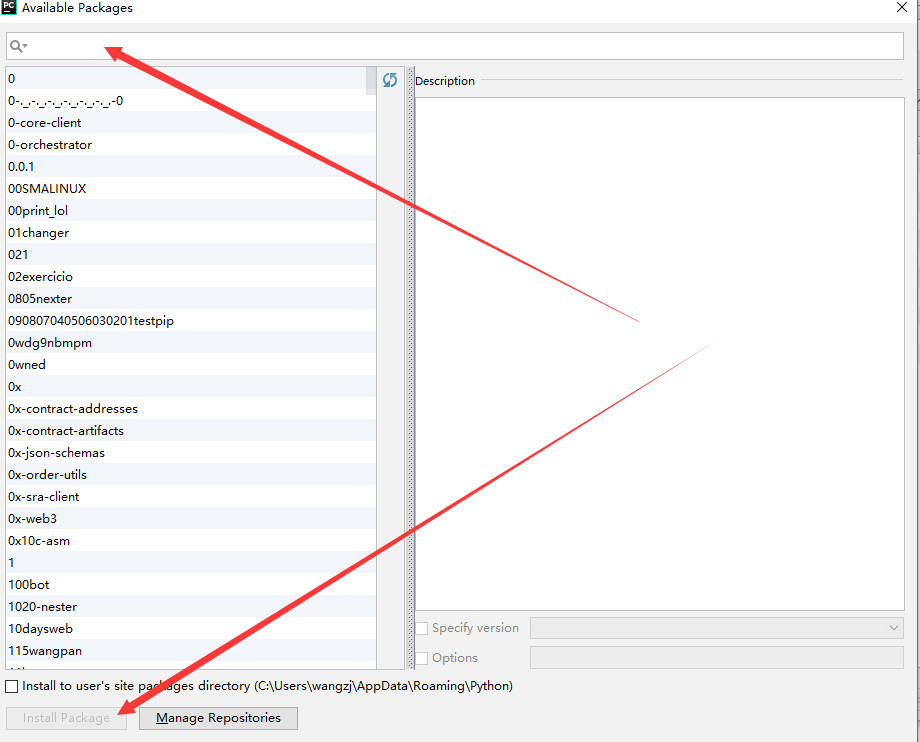 PC Available Packages
0
0-._.-._.-._.-._.-._.-._.-0
0-core-client
0-orchestrator
0.0.1
00SMALINUX
00print_lol
01changer
021
02exercicio
0805nexter
090807040506030201testpip
0wdg9nbmpm
0wned
0x
0x-contract-addresses
0x-contract-artifacts
0x-json-schemas
0x-order-utils
0x-sra-client
0x-web3
0x10c-asm
1
100bot
1020-nester
10daysweb
115wangpan
Description
Specify version
Options
Install to user's site packages directory (C:\Users\wangzj\AppData\Roaming\Python)
Install Package
Manage Repositories